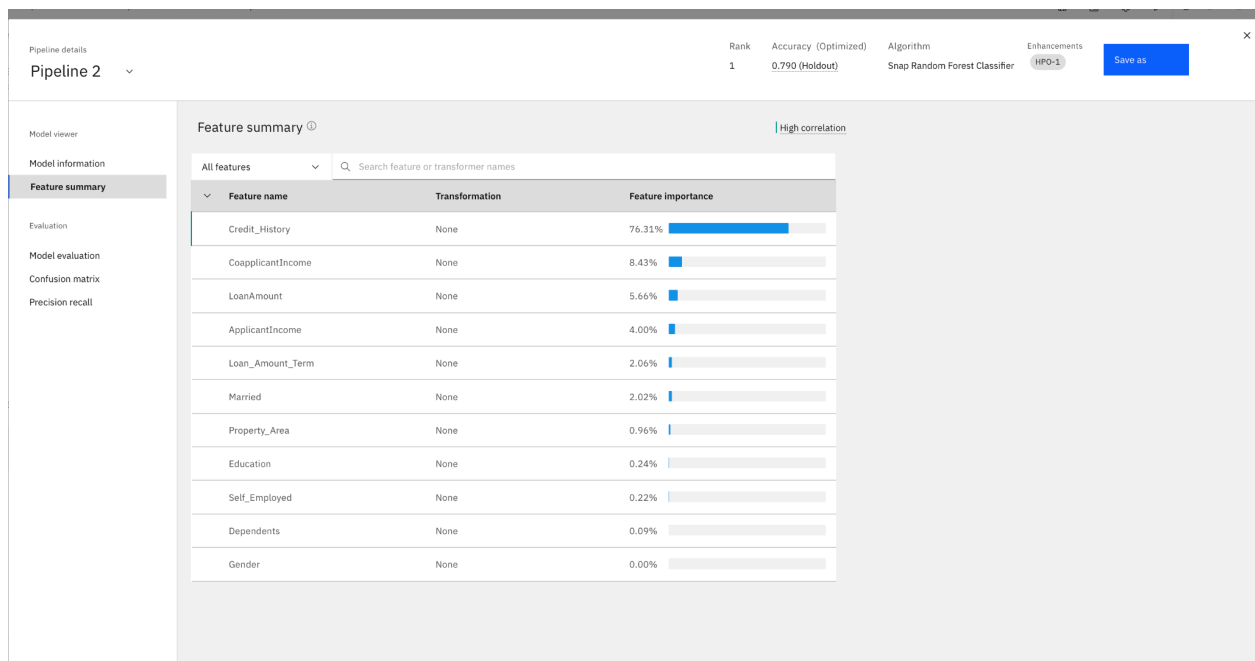 Pipeline details
Pipeline 2
Rank
1
Accuracy (Optimized)
0.790 (Holdout)
Algorithm
Snap Random Forest Classifier
Enhancements
HPO-1
Save as
Model viewer
Model information
Feature summary
Evaluation
Model evaluation
Confusion matrix
Precision recall
Feature summary
High correlation
All features
Search feature or transformer names
Feature name Transformation Feature importance
Credit_History None 76.31%
CoapplicantIncome None 8.43%
LoanAmount None 5.66%
ApplicantIncome None 4.00%
Loan_Amount_Term None 2.06%
Married None 2.02%
Property_Area None 0.96%
Education None 0.24%
Self_Employed None 0.22%
Dependents None 0.09%
Gender None 0.00%